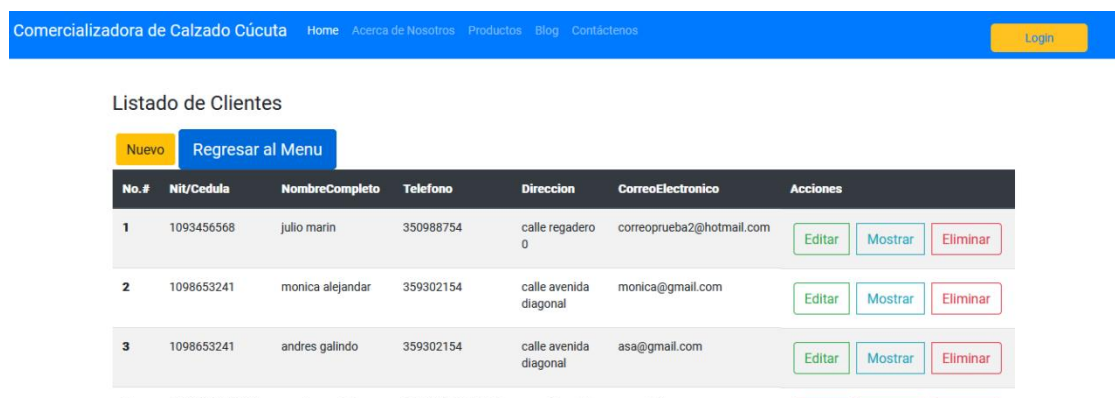 Comercializadora de Calzado Cúcuta Home Acerca de Nosotros Productos Blog Contáctenos Login
Listado de Clientes
Nuevo Regresar al Menu
No.# Nit/Cedula NombreCompleto Telefono Direccion CorreoElectronico Acciones
1 1093456568 julio marin 350988754 calle regadero correoprueba2@hotmail.com Editar Mostrar Eliminar
0
2 1098653241 monica alejandar 359302154 calle avenida monica@gmail.com Editar Mostrar Eliminar
diagonal
3 1098653241 andres galindo 359302154 calle avenida asa@gmail.com Editar Mostrar Eliminar
diagonal